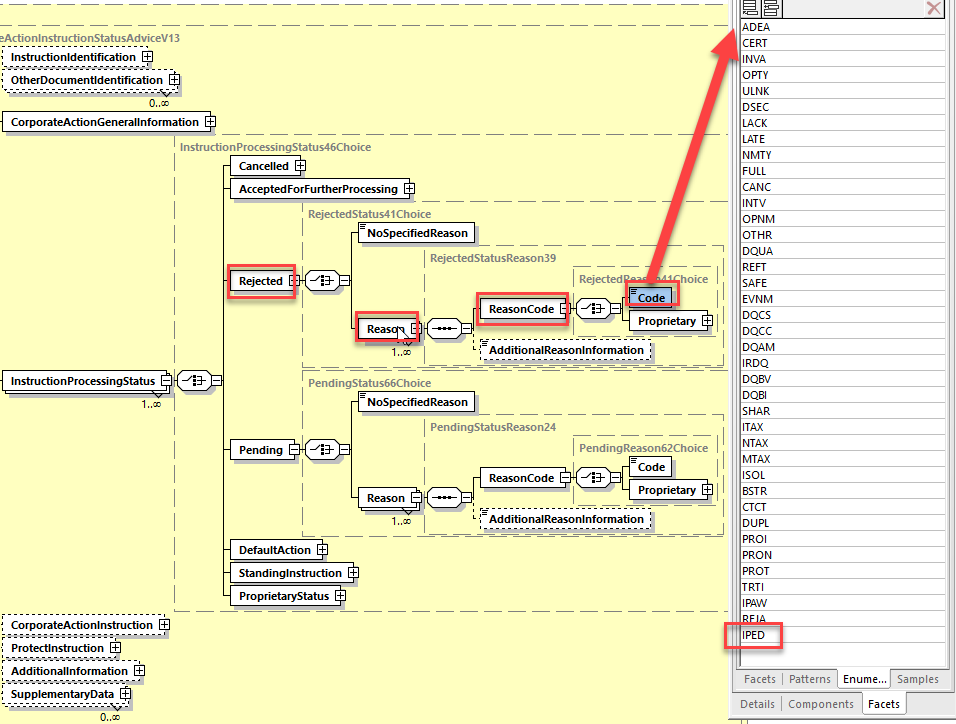 eActionInstructionStatusAdviceV13
InstructionIdentification
OtherDocumentIdentification
0..∞
CorporateActionGeneralInformation
InstructionProcessingStatus46Choice
Cancelled
AcceptedForFurtherProcessing
RejectedStatus41Choice
NoSpecifiedReason
RejectedStatusReason39
RejectedReason41Choice
Rejected
Code
ReasonCode
Proprietary
Reason
1..∞
AdditionalReasonInformation
InstructionProcessingStatus
1..∞
PendingStatus66Choice
NoSpecifiedReason
PendingStatusReason24
PendingReason62Choice
Pending
Code
ReasonCode
Proprietary
Reason
1..∞
AdditionalReasonInformation
DefaultAction
StandingInstruction
ProprietaryStatus
CorporateActionInstruction
ProtectInstruction
AdditionalInformation
SupplementaryData
0..∞
ADEA
CERT
INVA
OPTY
ULNK
DSEC
LACK
LATE
NMTY
FULL
CANC
INTV
OPNM
OTHR
DQUA
REFT
SAFE
EVNM
DQCS
DQCC
DQAM
IRDQ
DQBV
DQBI
SHAR
ITAX
NTAX
MTAX
ISOL
BSTR
CTCT
DUPL
PROI
PRON
PROT
TRTI
IPAW
REJA
IPED
Facets Patterns Enume... Samples
Details Components Facets